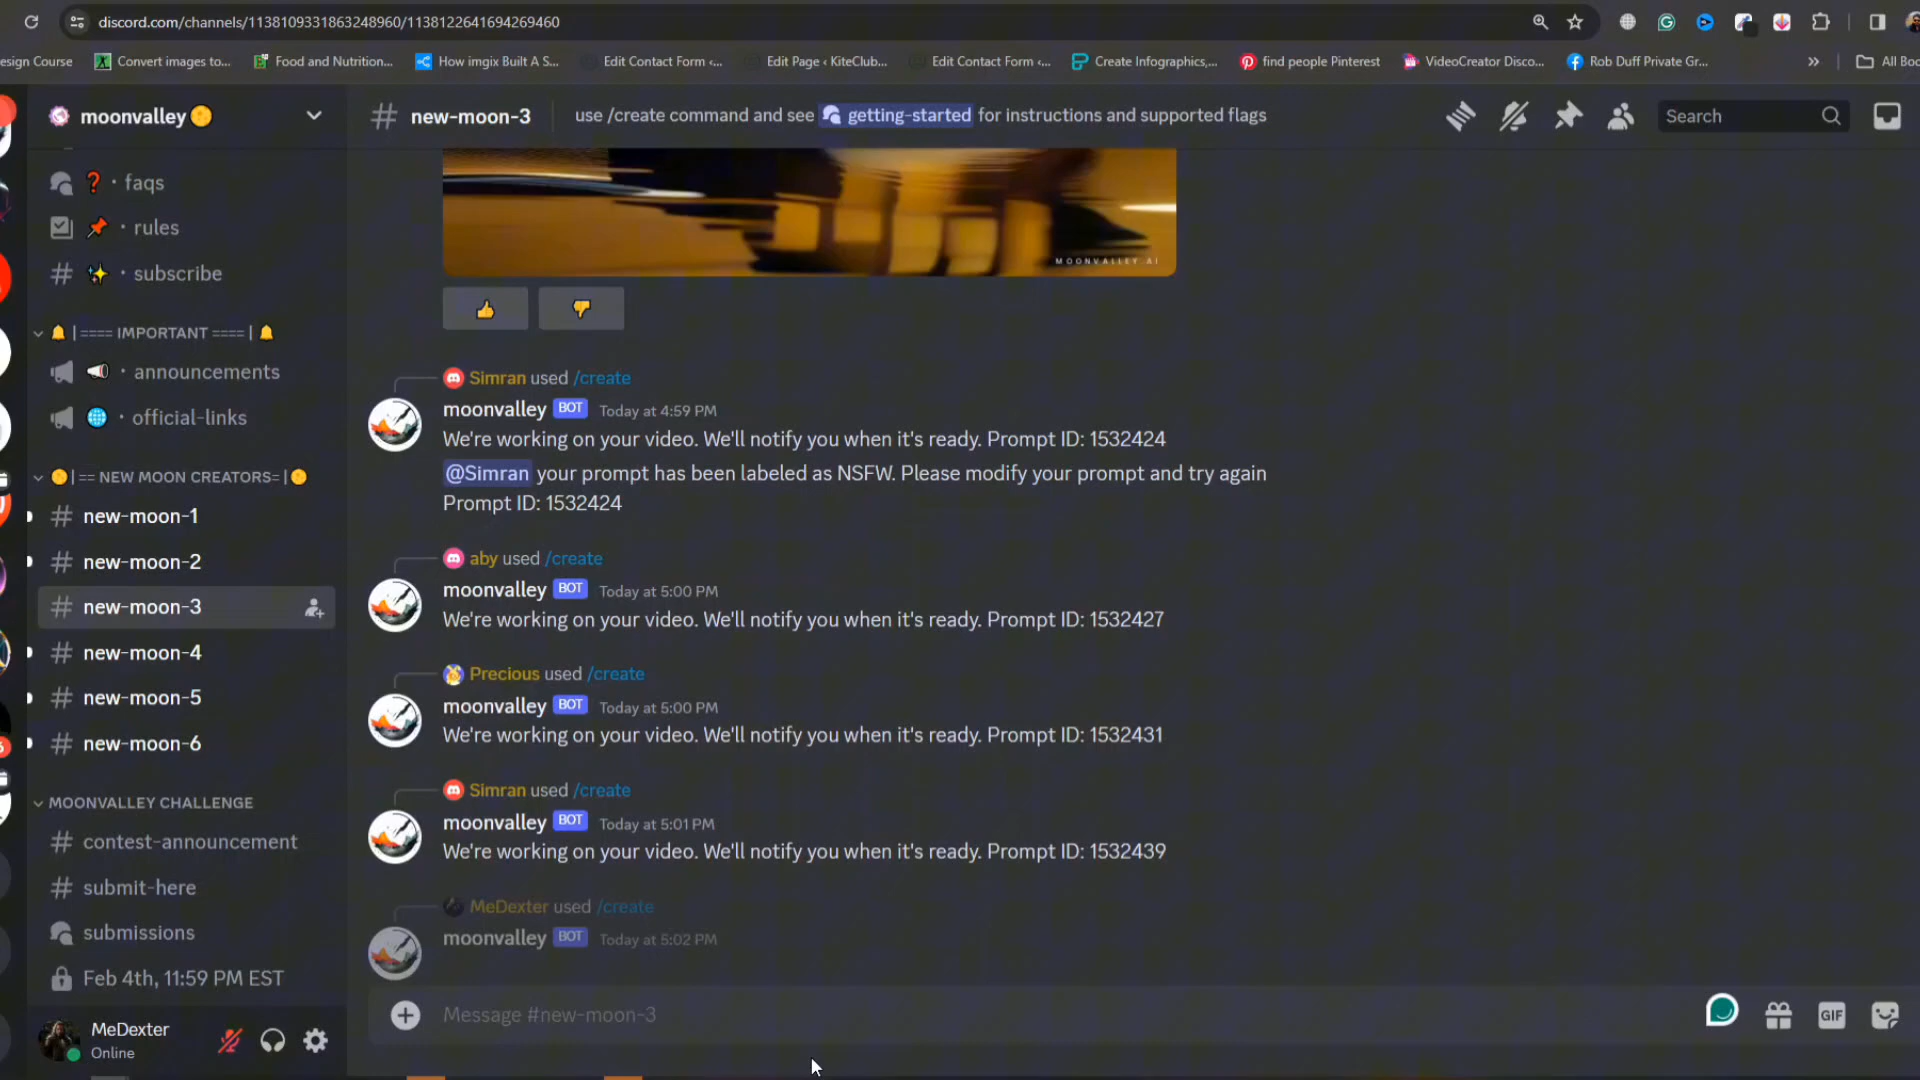 discord.com/channels/1138109331863248960/1138122641694269460
esign Course
Convert images to...
Food and Nutrition...
How imgix Built A S...
Edit Contact Form ‹...
Edit Page ‹ KiteClub...
Edit Contact Form ‹...
Create Infographics,...
find people Pinterest
VideoCreator Disco...
Rob Duff Private Gr...
»
All Boo
moonvalley
# new-moon-3
use /create command and see getting-started for instructions and supported flags
Search
· faqs
· rules
# · subscribe
| ==== IMPORTANT ==== |
· announcements
· official-links
| == NEW MOON CREATORS= |
# new-moon-1
# new-moon-2
# new-moon-3
# new-moon-4
# new-moon-5
# new-moon-6
MOONVALLEY CHALLENGE
# contest-announcement
# submit-here
submissions
Feb 4th, 11:59 PM EST
MeDexter
Online
MOONVALLEY.AI
Simran used /create
moonvalley BOT Today at 4:59 PM
We're working on your video. We'll notify you when it's ready. Prompt ID: 1532424
@Simran your prompt has been labeled as NSFW. Please modify your prompt and try again
Prompt ID: 1532424
aby used /create
moonvalley BOT Today at 5:00 PM
We're working on your video. We'll notify you when it's ready. Prompt ID: 1532427
Precious used /create
moonvalley BOT Today at 5:00 PM
We're working on your video. We'll notify you when it's ready. Prompt ID: 1532431
Simran used /create
moonvalley BOT Today at 5:01 PM
We're working on your video. We'll notify you when it's ready. Prompt ID: 1532439
MeDexter used /create
moonvalley BOT Today at 5:02 PM
Message #new-moon-3
GIF